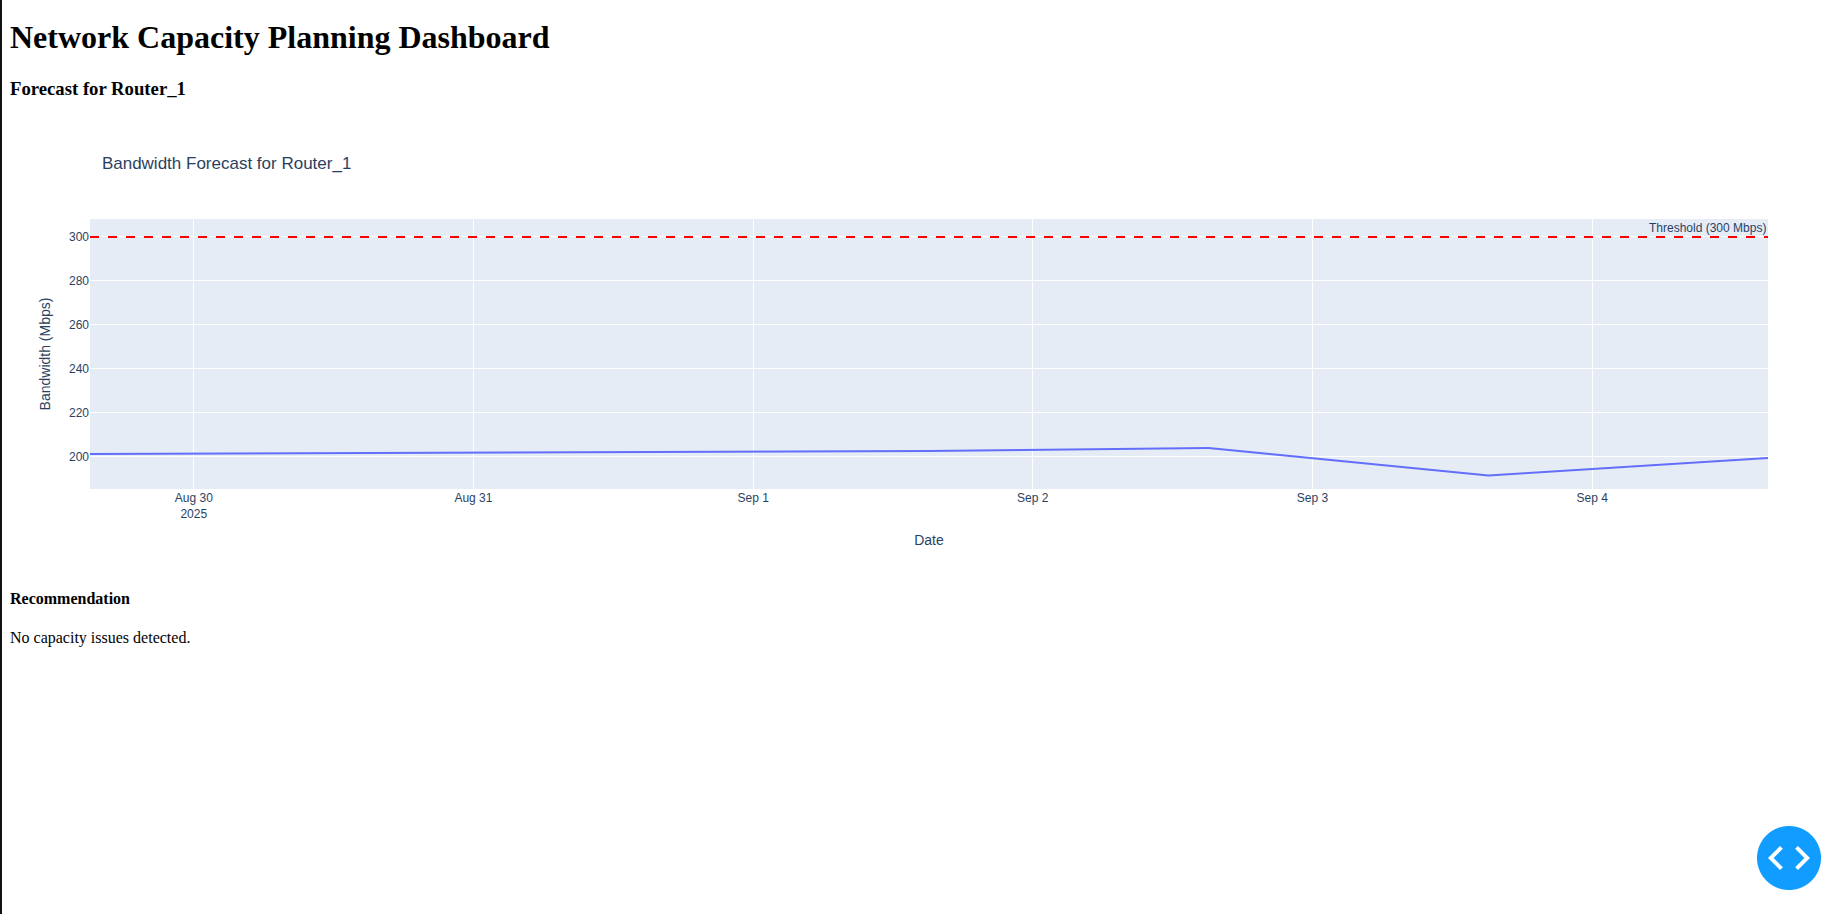 Network Capacity Planning Dashboard
Forecast for Router_1
Bandwidth Forecast for Router_1
Threshold (300 Mbps)
300
280
260
240
220
200
Bandwidth (Mbps)
Aug 30 Aug 31 Sep 1 Sep 2 Sep 3 Sep 4
2025
Date
Recommendation
No capacity issues detected.